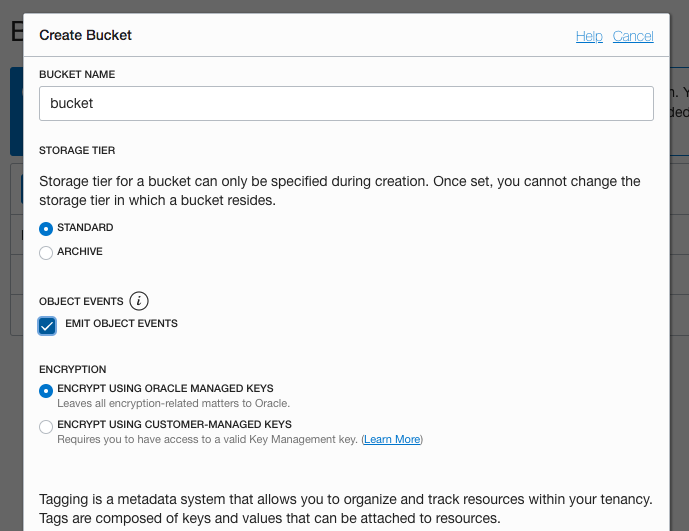 Create Bucket
Help Cancel
BUCKET NAME
bucket
STORAGE TIER
Storage tier for a bucket can only be specified during creation. Once set, you cannot change the
storage tier in which a bucket resides.
STANDARD
ARCHIVE
OBJECT EVENTS i
EMIT OBJECT EVENTS
ENCRYPTION
ENCRYPT USING ORACLE MANAGED KEYS
Leaves all encryption-related matters to Oracle.
ENCRYPT USING CUSTOMER-MANAGED KEYS
Requires you to have access to a valid Key Management key. (Learn More)
Tagging is a metadata system that allows you to organize and track resources within your tenancy.
Tags are composed of keys and values that can be attached to resources.